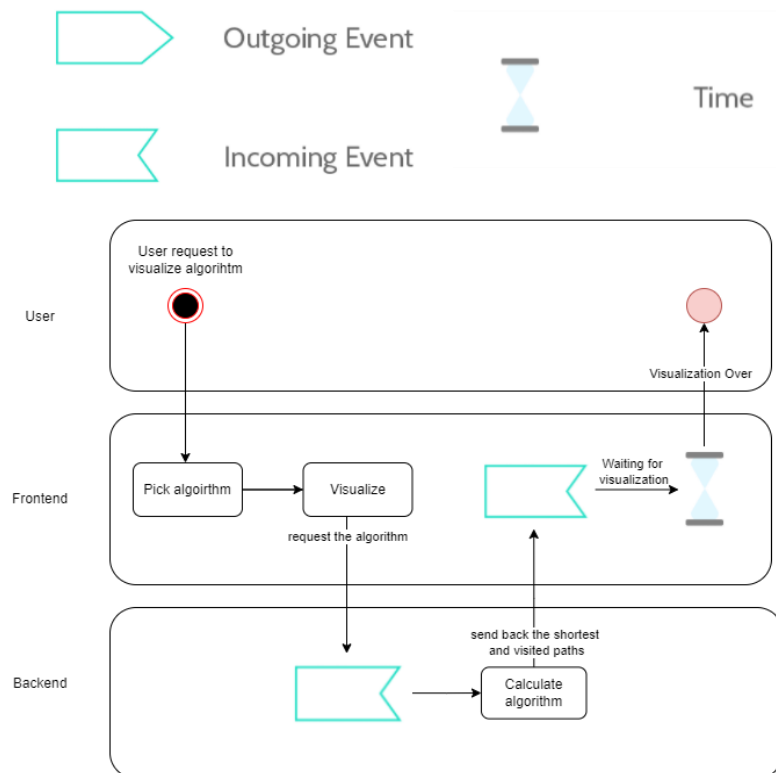 Outgoing Event
Time
Incoming Event
User request to
visualize algorihtm
User
Visualization Over
Frontend
Pick algoirthm
Visualize
Waiting for
visualization
request the algorithm
send back the shortest
and visited paths
Backend
Calculate
algorithm